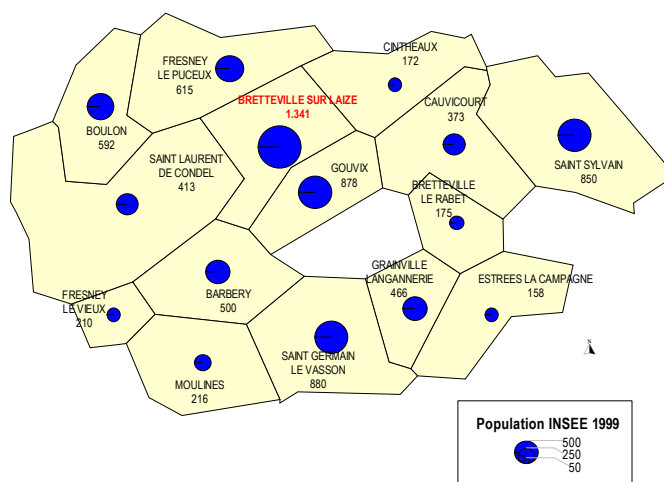 FRESNEY
LE PUCEUX
615
CINTHEAUX
172
BRETTEVILLE SUR LAIZE
1.341
CAUVICOURT
373
BOULON
592
SAINT LAURENT
DE CONDEL
413
GOUVIX
878
SAINT SYLVAIN
850
BRETTEVILLE
LE RABET
175
GRAINVILLE
LANGANNERIE
466
ESTREES LA CAMPAGNE
158
FRESNEY
LE VIEUX
210
BARBERY
500
SAINT GERMAIN
LE VASSON
880
MOULINES
216
N
Population INSEE 1999
500
250
50